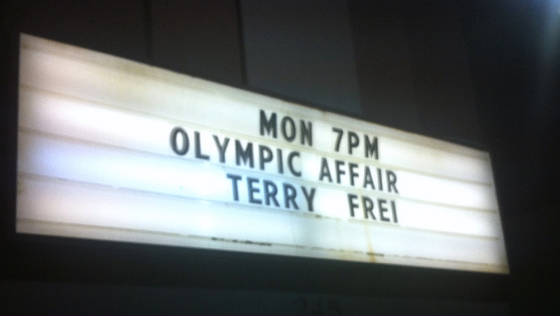 MON 7PM
OLYMPIC AFFAIR
TERRY FREI